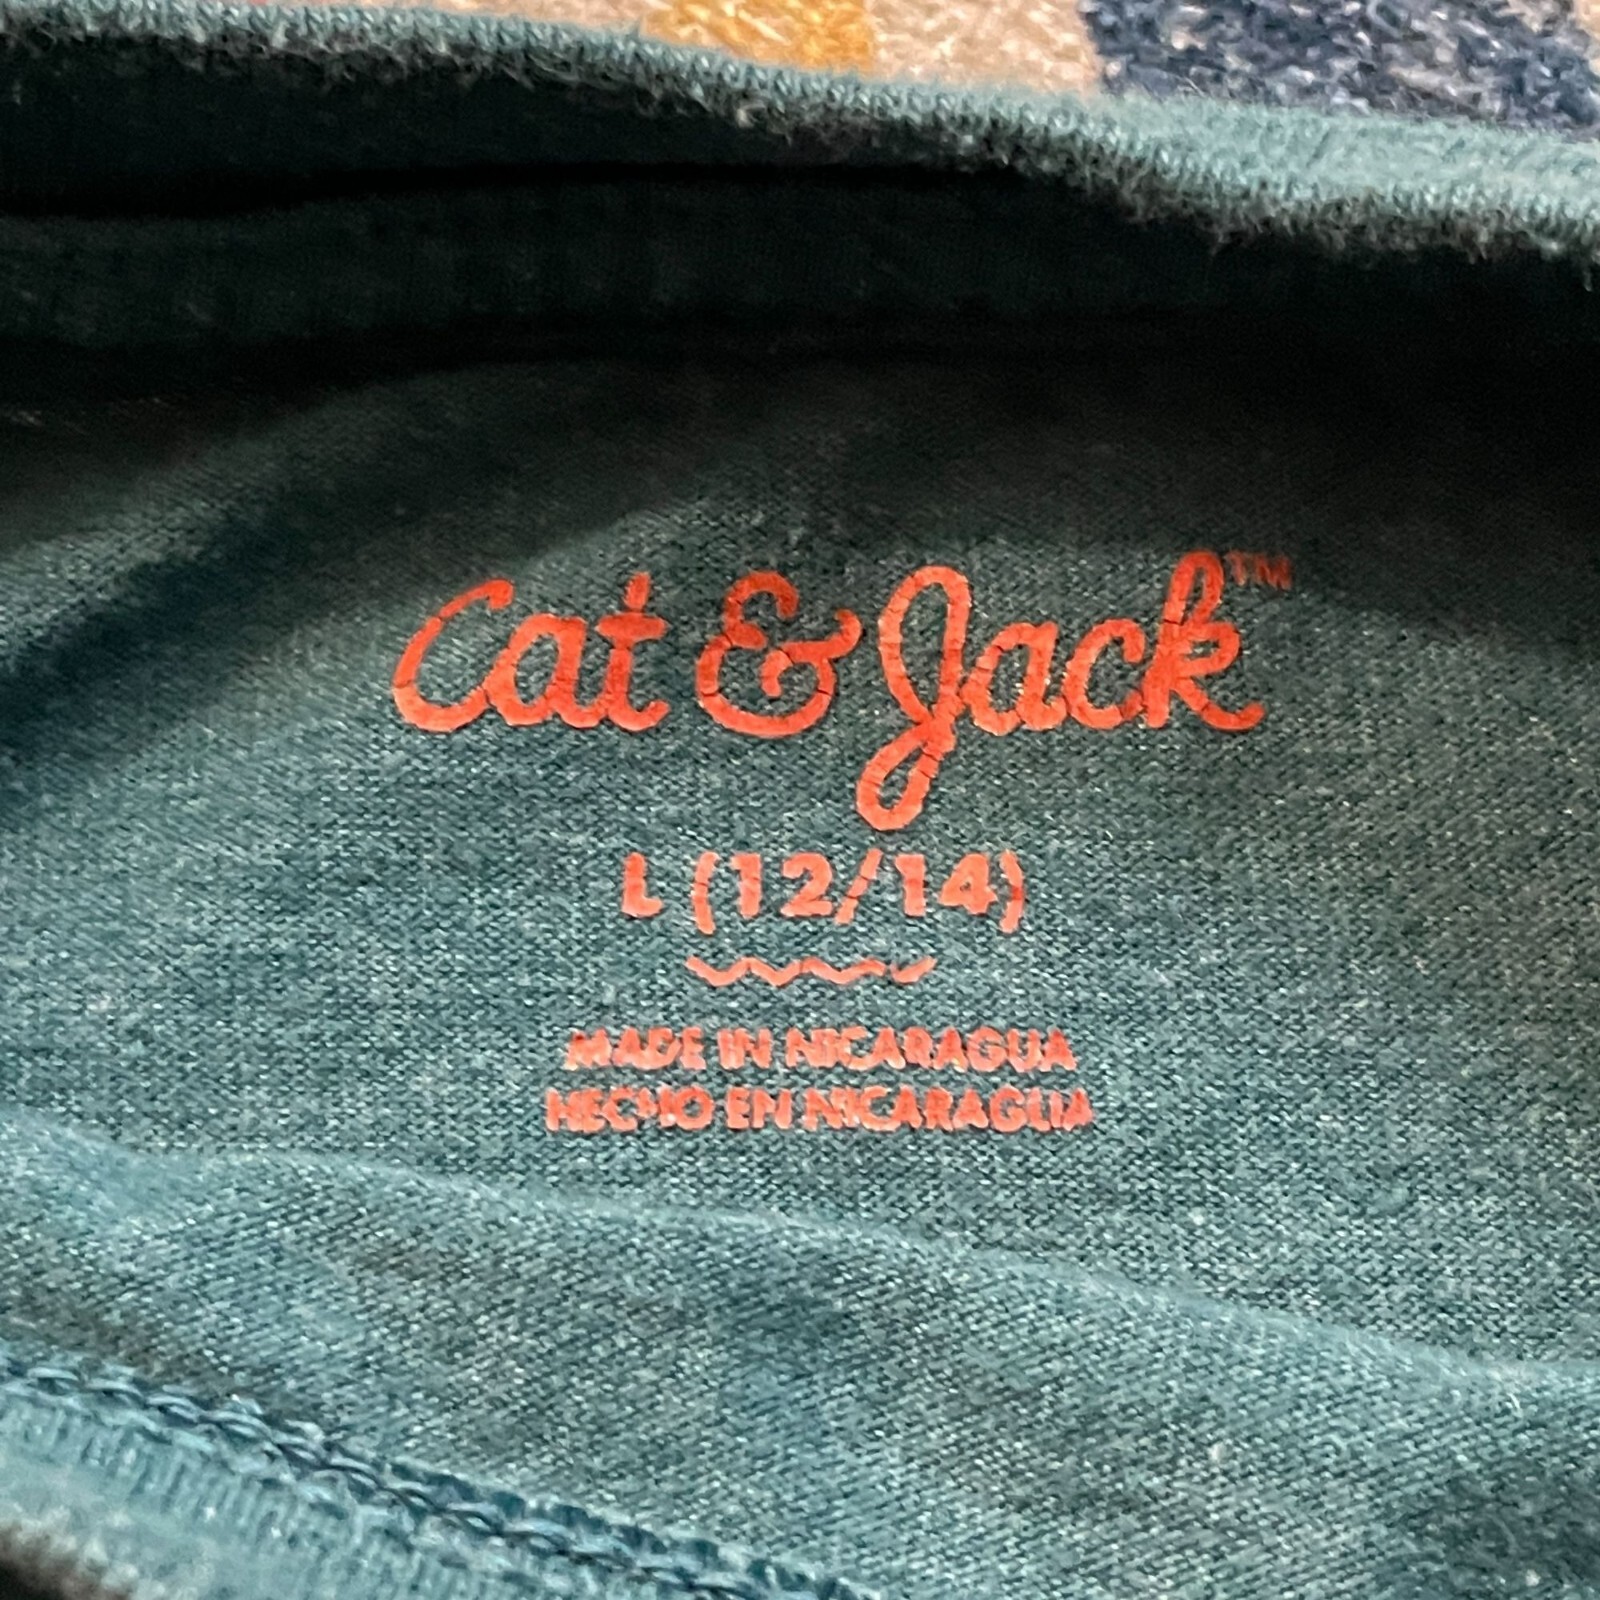 Cat & Jack™
L (12/14)
MADE IN NICARAGUA
HECHO EN NICARAGUA